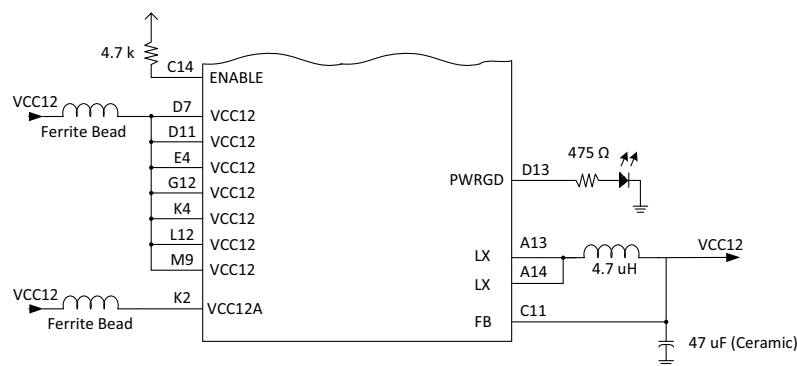 4.7 k
C14
ENABLE
VCC12
Ferrite Bead
D7
VCC12
D11
VCC12
E4
VCC12
G12
VCC12
K4
VCC12
L12
VCC12
M9
VCC12
VCC12
Ferrite Bead
K2
VCC12A
PWRGD
D13
475 Ω
LX
A13
4.7 uH
VCC12
LX
A14
FB
C11
47 uF (Ceramic)